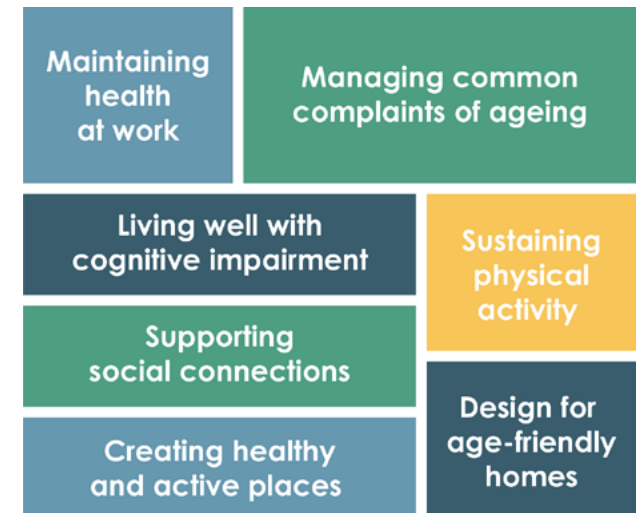 Maintaining
health
at work
Managing common
complaints of ageing
Living well with
cognitive impairment
Sustaining
physical
activity
Supporting
social connections
Design for
age-friendly
homes
Creating healthy
and active places